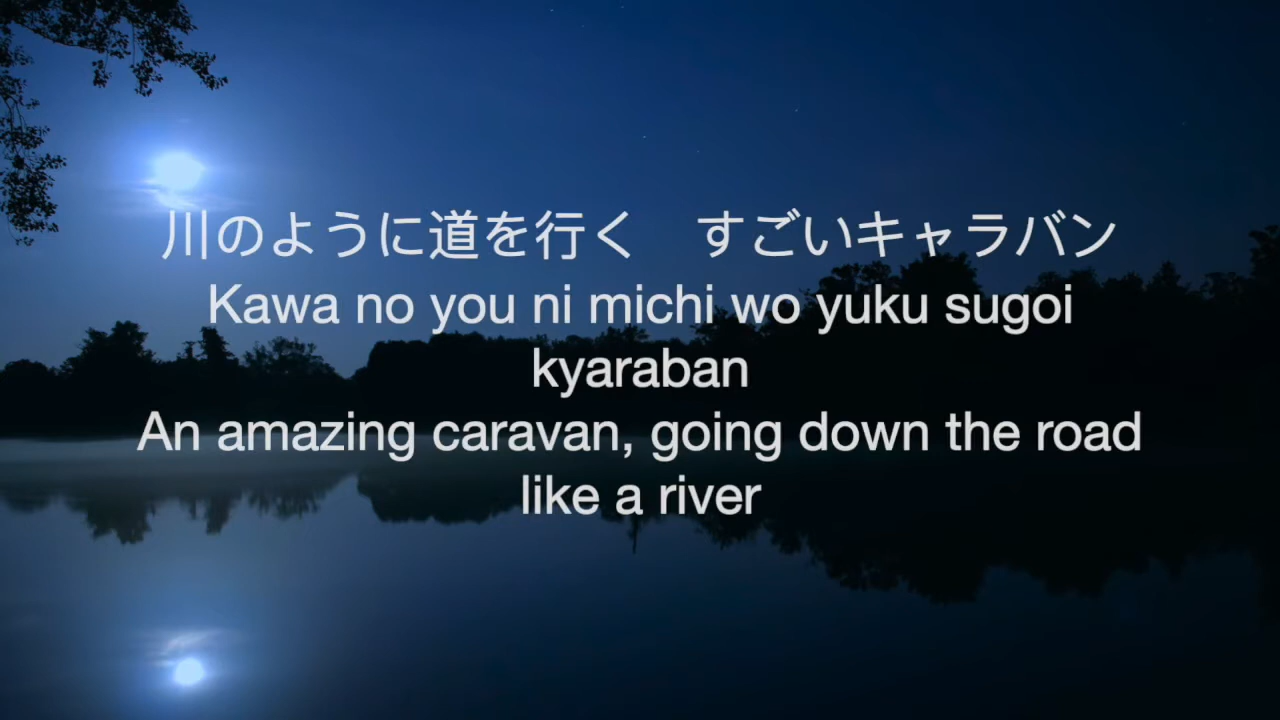 川のように道を行く　すごいキャラバン
Kawa no you ni michi wo yuku sugoi
kyaraban
An amazing caravan, going down the road
like a river